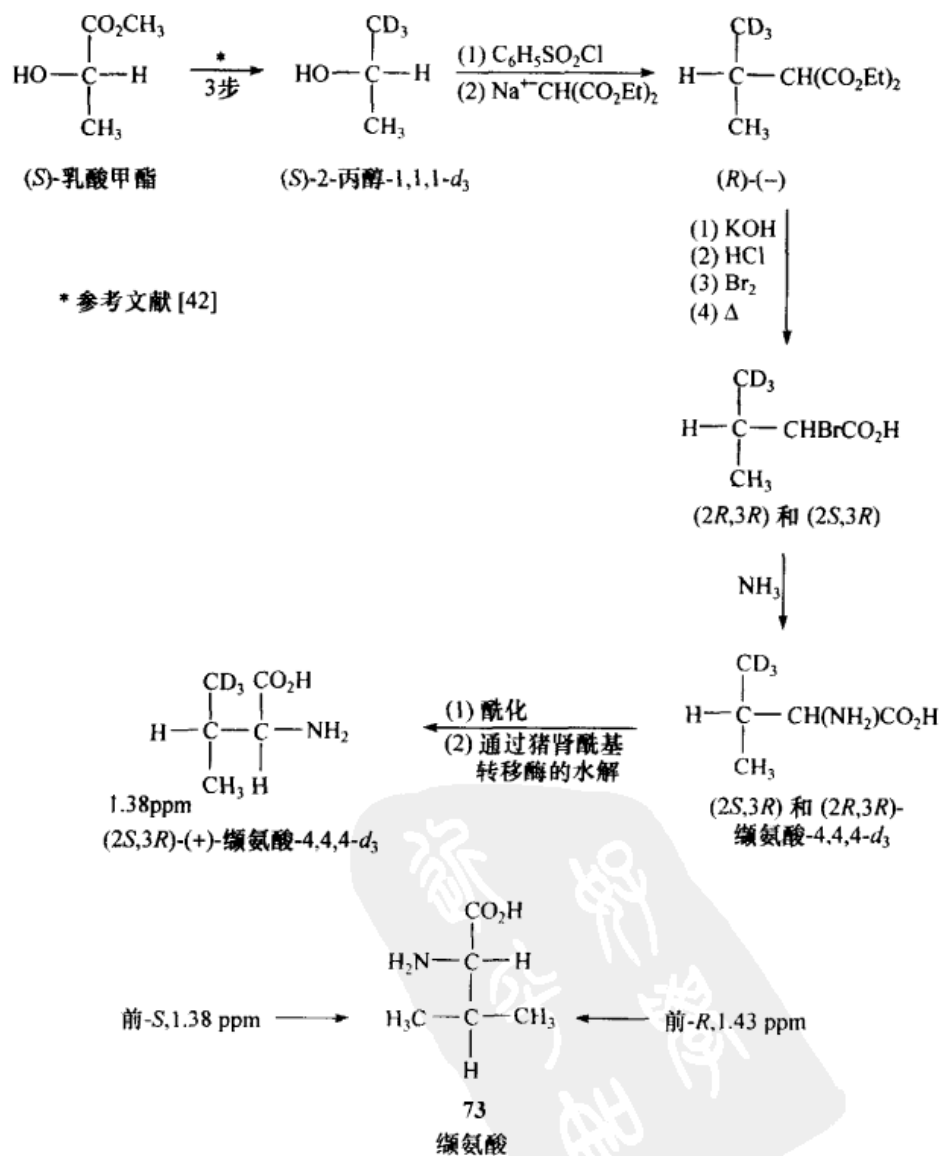 CO₂CH₃
HO—C—H
CH₃
(S)-乳酸甲酯
*
3步
CD₃
HO—C—H
CH₃
(S)-2-丙醇-1,1,1-d₃
(1) C₆H₅SO₂Cl
(2) Na⁺⁻CH(CO₂Et)₂
CD₃
H—C—CH(CO₂Et)₂
CH₃
(R)-(−)
* 参考文献 [42]
(1) KOH
(2) HCl
(3) Br₂
(4) Δ
CD₃
H—C—CHBrCO₂H
CH₃
(2R,3R) 和 (2S,3R)
NH₃
CD₃
H—C—CH(NH₂)CO₂H
CH₃
(2S,3R) 和 (2R,3R)-
缬氨酸-4,4,4-d₃
(1) 酰化
(2) 通过猪肾酰基
转移酶的水解
CD₃ CO₂H
H—C—C—NH₂
CH₃ H
1.38ppm
(2S,3R)-(+)-缬氨酸-4,4,4-d₃
CO₂H
H₂N—C—H
前-S,1.38 ppm
H₃C—C—CH₃
前-R,1.43 ppm
H
73
缬氨酸